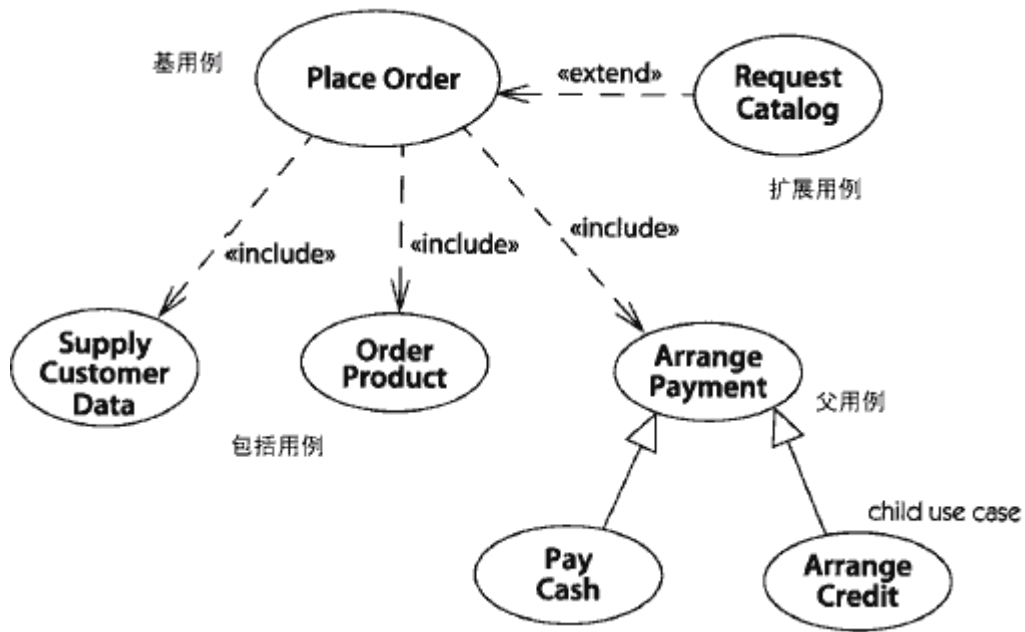 基用例
Place Order
«extend»
Request
Catalog
扩展用例
«include»
«include»
«include»
Supply
Customer
Data
Order
Product
Arrange
Payment
包括用例
父用例
child use case
Pay
Cash
Arrange
Credit